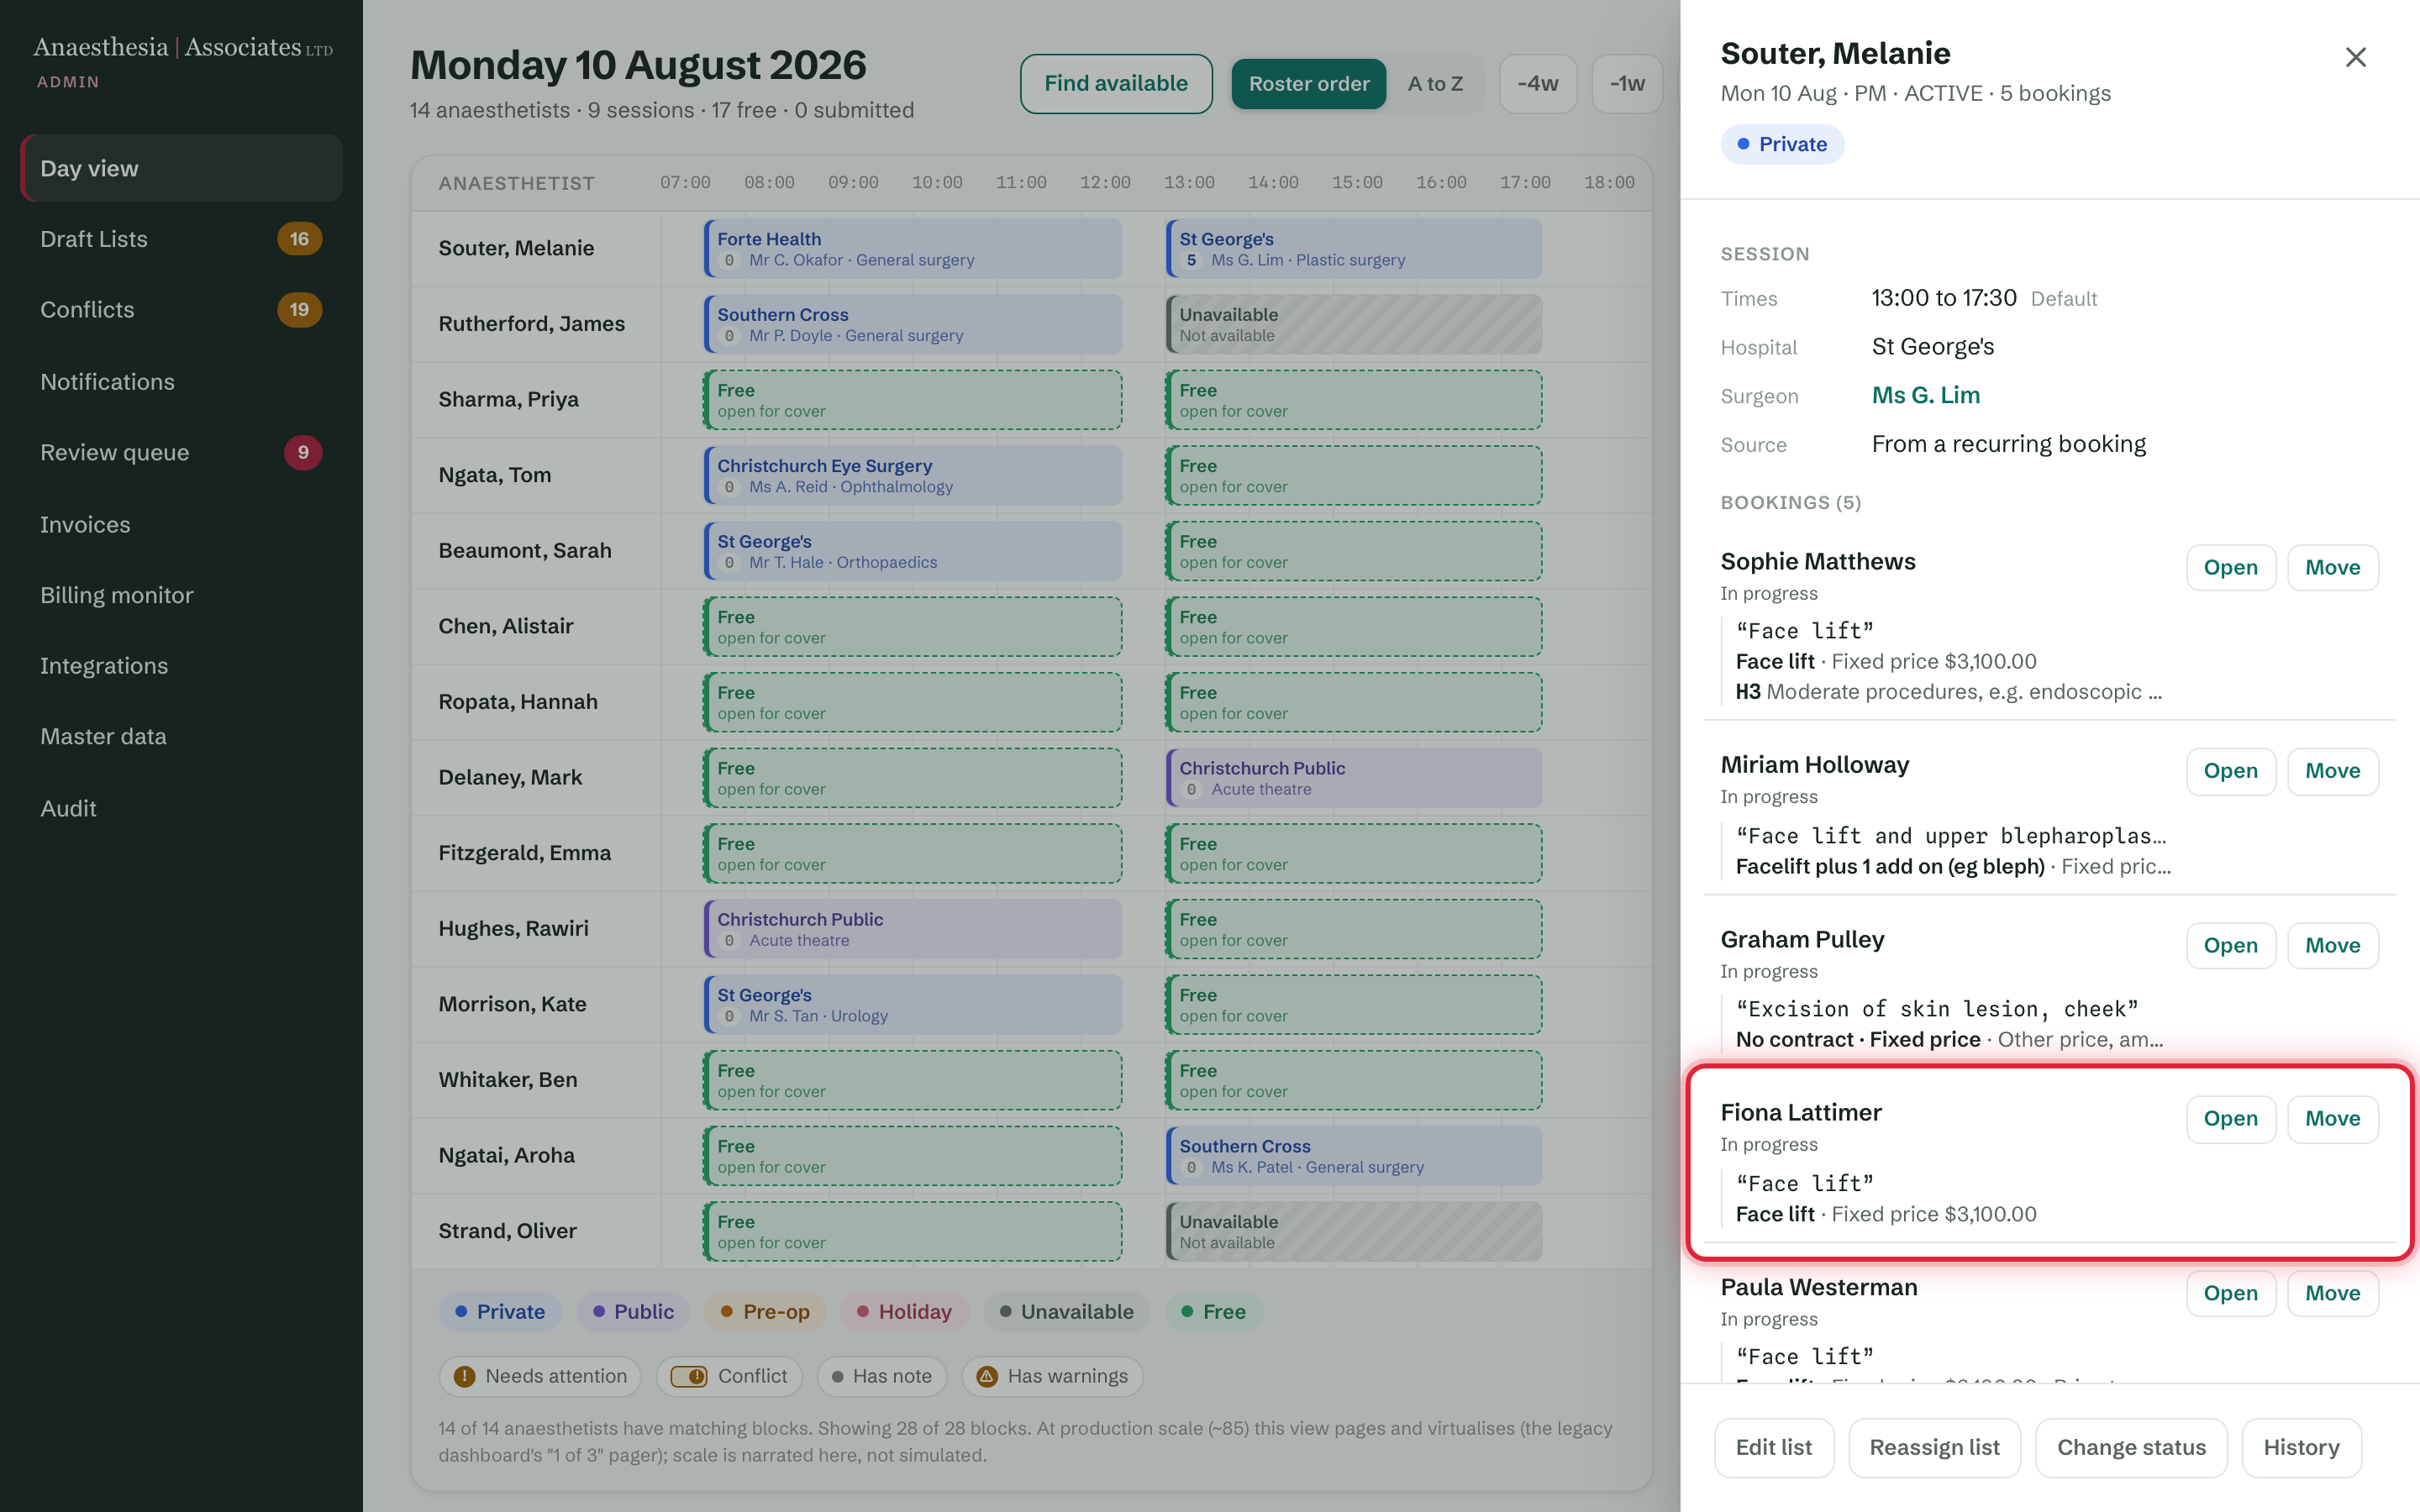 Anaesthesia | Associates LTD
ADMIN
Day view
Draft Lists 16
Conflicts 19
Notifications
Review queue 9
Invoices
Billing monitor
Integrations
Master data
Audit
Monday 10 August 2026
14 anaesthetists · 9 sessions · 17 free · 0 submitted
Find available
Roster order
A to Z
-4w
-1w
ANAESTHETIST 07:00 08:00 09:00 10:00 11:00 12:00 13:00 14:00 15:00 16:00 17:00 18:00
Souter, Melanie
Forte Health
0 Mr C. Okafor · General surgery
St George's
5 Ms G. Lim · Plastic surgery
Rutherford, James
Southern Cross
0 Mr P. Doyle · General surgery
Unavailable
Not available
Sharma, Priya
Free
open for cover
Free
open for cover
Ngata, Tom
Christchurch Eye Surgery
0 Ms A. Reid · Ophthalmology
Free
open for cover
Beaumont, Sarah
St George's
0 Mr T. Hale · Orthopaedics
Free
open for cover
Chen, Alistair
Free
open for cover
Free
open for cover
Ropata, Hannah
Free
open for cover
Free
open for cover
Delaney, Mark
Free
open for cover
Christchurch Public
0 Acute theatre
Fitzgerald, Emma
Free
open for cover
Free
open for cover
Hughes, Rawiri
Christchurch Public
0 Acute theatre
Free
open for cover
Morrison, Kate
St George's
0 Mr S. Tan · Urology
Free
open for cover
Whitaker, Ben
Free
open for cover
Free
open for cover
Ngatai, Aroha
Free
open for cover
Southern Cross
0 Ms K. Patel · General surgery
Strand, Oliver
Free
open for cover
Unavailable
Not available
Private
Public
Pre-op
Holiday
Unavailable
Free
Needs attention
Conflict
Has note
Has warnings
14 of 14 anaesthetists have matching blocks. Showing 28 of 28 blocks. At production scale (~85) this view pages and virtualises (the legacy
dashboard's "1 of 3" pager); scale is narrated here, not simulated.
Souter, Melanie
Mon 10 Aug · PM · ACTIVE · 5 bookings
Private
SESSION
Times 13:00 to 17:30 Default
Hospital St George's
Surgeon Ms G. Lim
Source From a recurring booking
BOOKINGS (5)
Sophie Matthews
Open Move
In progress
“Face lift”
Face lift · Fixed price $3,100.00
H3 Moderate procedures, e.g. endoscopic ...
Miriam Holloway
Open Move
In progress
“Face lift and upper blepharoplas…
Facelift plus 1 add on (eg bleph) · Fixed pric...
Graham Pulley
Open Move
In progress
“Excision of skin lesion, cheek”
No contract · Fixed price · Other price, am...
Fiona Lattimer
Open Move
In progress
“Face lift”
Face lift · Fixed price $3,100.00
Paula Westerman
Open Move
In progress
“Face lift”
Edit list
Reassign list
Change status
History